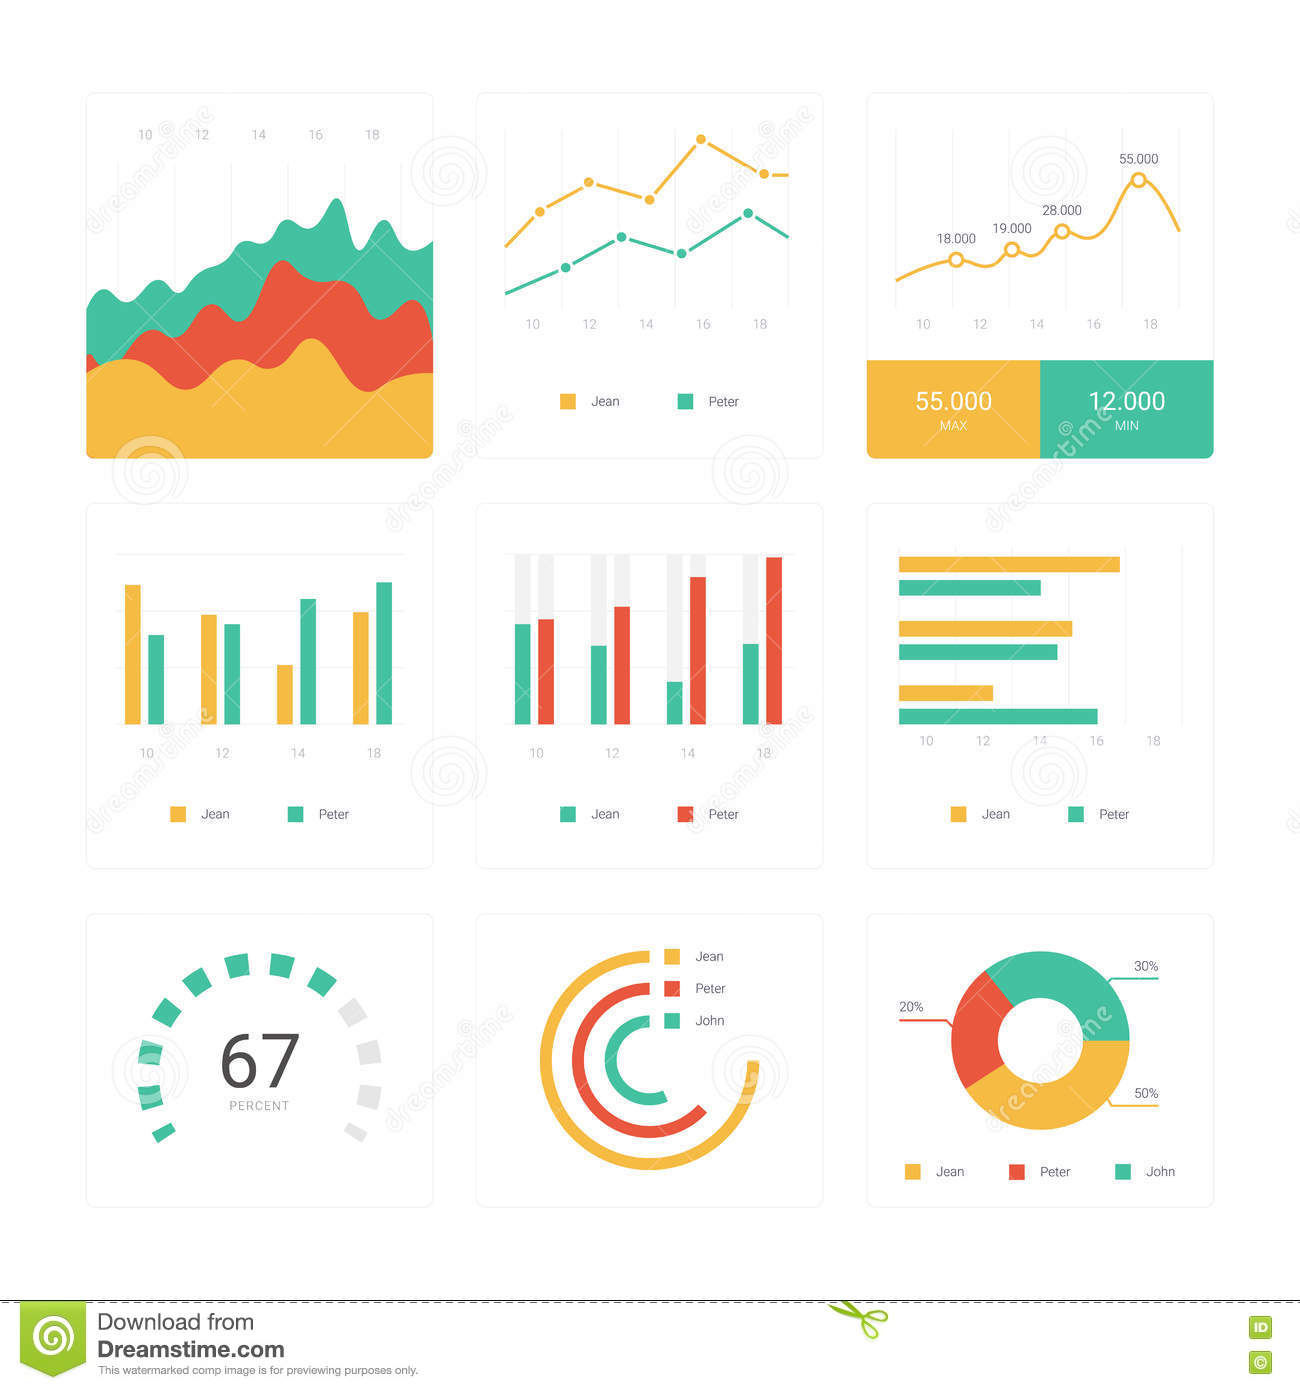 10 12 14 16 18
10 12 14 16 18
Jean Peter
55.000
28.000
19.000
18.000
10 12 14 16 18
55.000 12.000
MAX MIN
10 12 14 18
Jean Peter
10 12 14 18
Jean Peter
10 12 14 16 18
Jean Peter
67
PERCENT
Jean
Peter
John
30%
20%
50%
Jean Peter John
dreamstime
Download from
Dreamstime.com
This watermarked comp image is for previewing purposes only.
ID
©